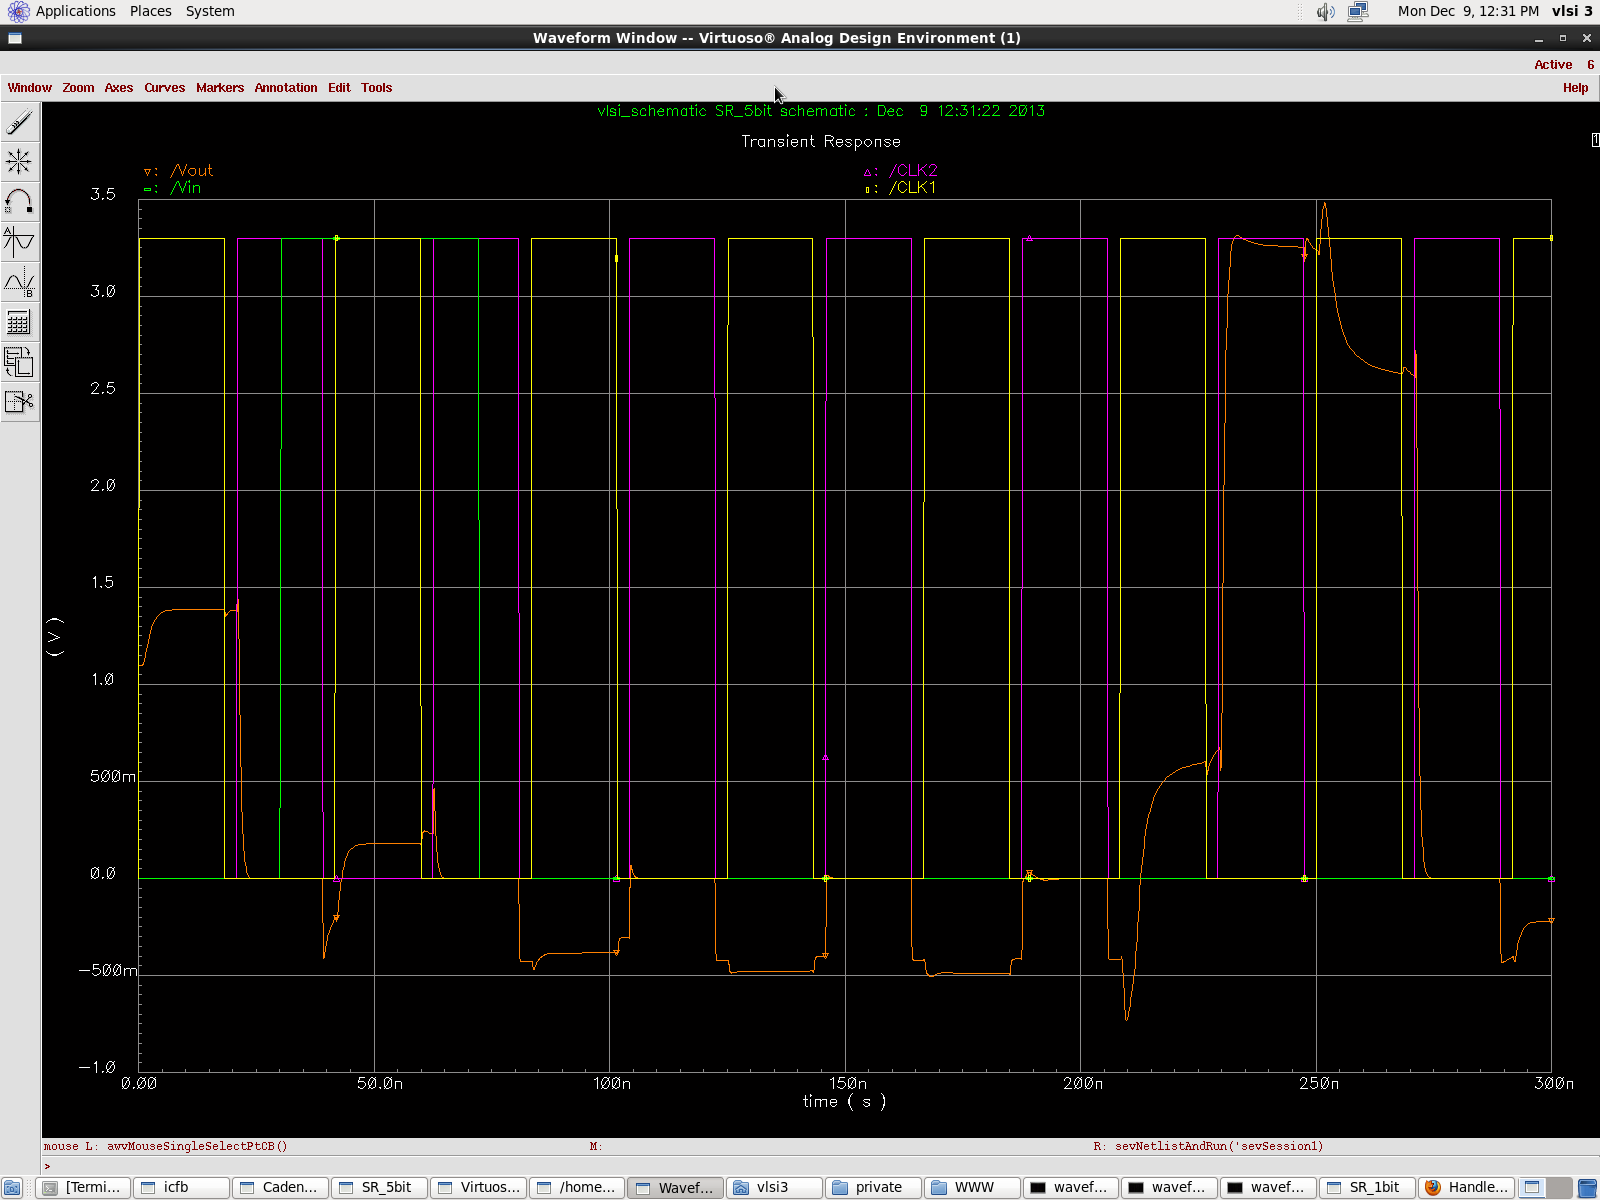 Applications Places System Mon Dec 9, 12:31 PM vlsi 3
Waveform Window -- Virtuoso® Analog Design Environment (1)
Active 6
Window Zoom Axes Curves Markers Annotation Edit Tools Help
vlsi_schematic SR_5bit schematic : Dec 9 12:31:22 2013
Transient Response
/Vout /CLK2
/Vin /CLK1
3.5
3.0
2.5
2.0
1.5
1.0
500m
0.0
-500m
-1.0
( V )
0.00 50.0n 100n 150n 200n 250n 300n
time ( s )
mouse L: awvMouseSingleSelectPtCB() M: R: sevNetlistAndRun('sevSession1)
>
[Termi... icfb Caden... SR_5bit Virtuos... /home... Wavef... vlsi3 private WWW wavef... wavef... wavef... SR_1bit Handle...